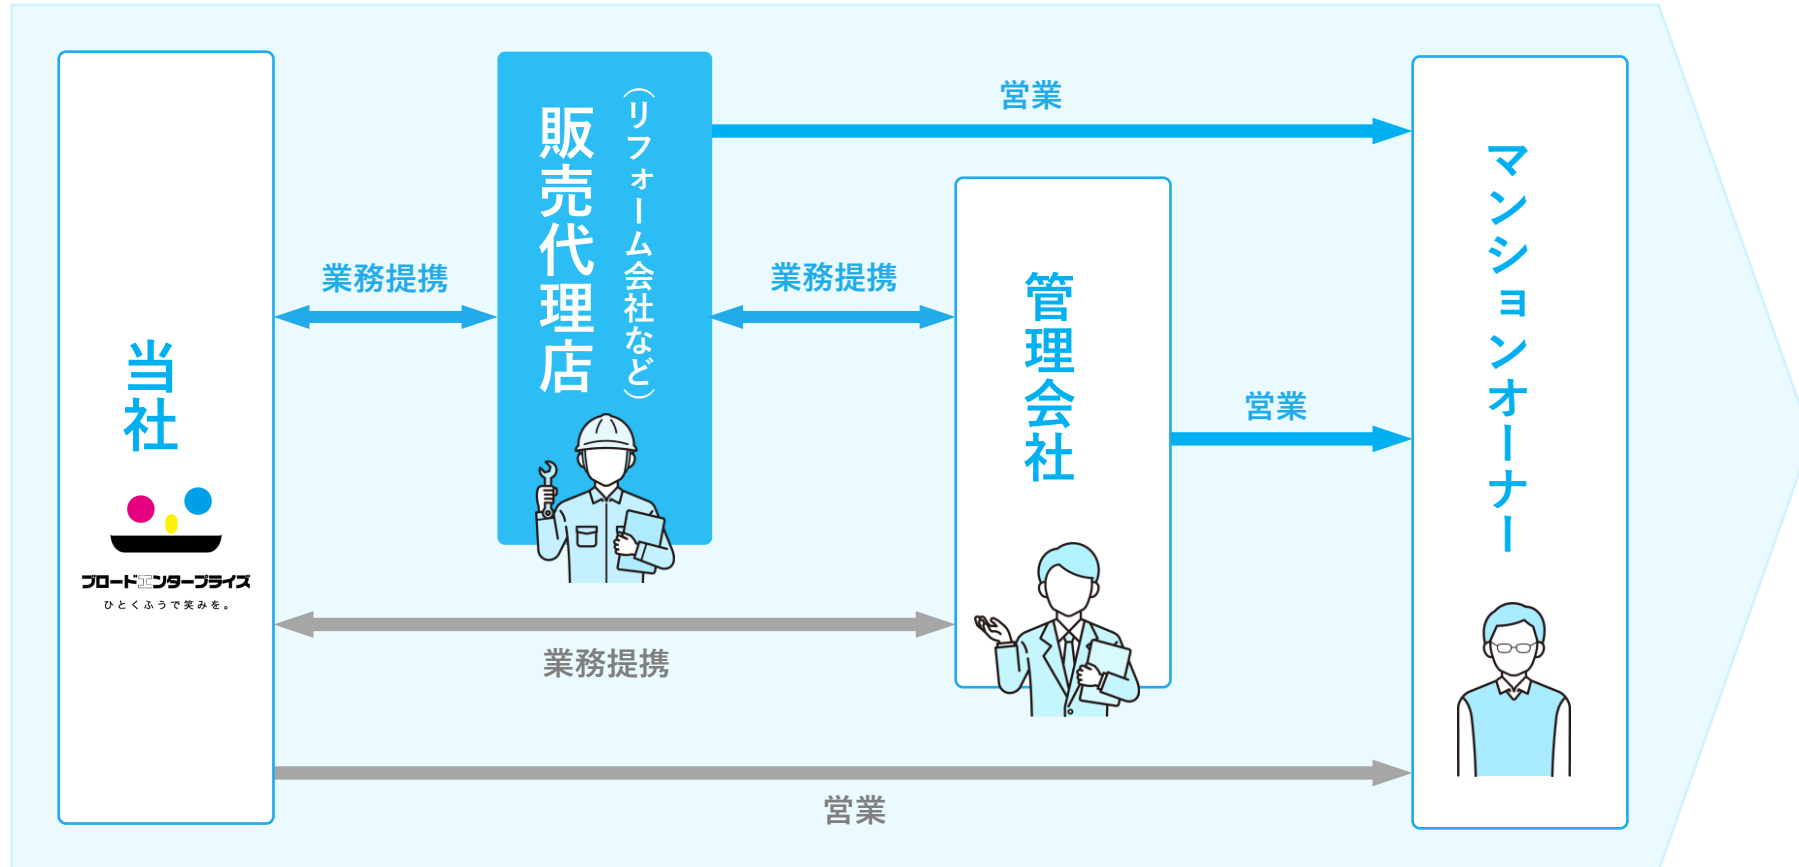 当社
ブロードエンタープライズ
ひとくふうで笑みを。
業務提携
販売代理店
（リフォーム会社など）
営業
業務提携
管理会社
営業
マンションオーナー
業務提携
営業